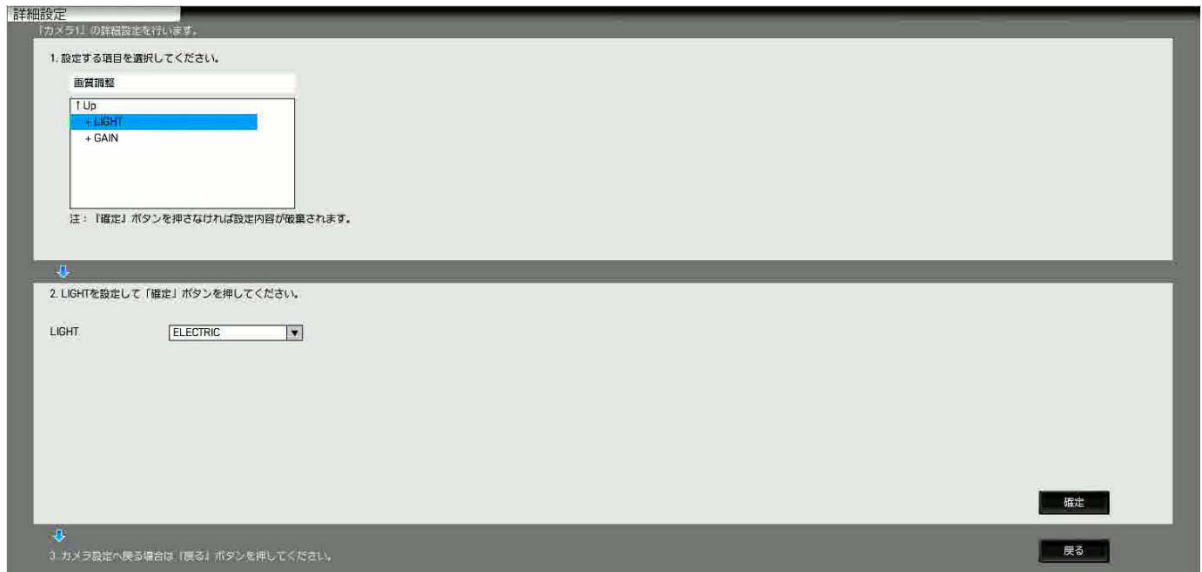 詳細設定
「カメラ1」の詳細設定を行います。
1. 設定する項目を選択してください。
画質調整
↑Up
+ LIGHT
+ GAIN
注：『確定』ボタンを押さなければ設定内容が破棄されます。
2. LIGHTを設定して「確定」ボタンを押してください。
LIGHT ELECTRIC
確定
3. カメラ設定へ戻る場合は「戻る」ボタンを押してください。
戻る